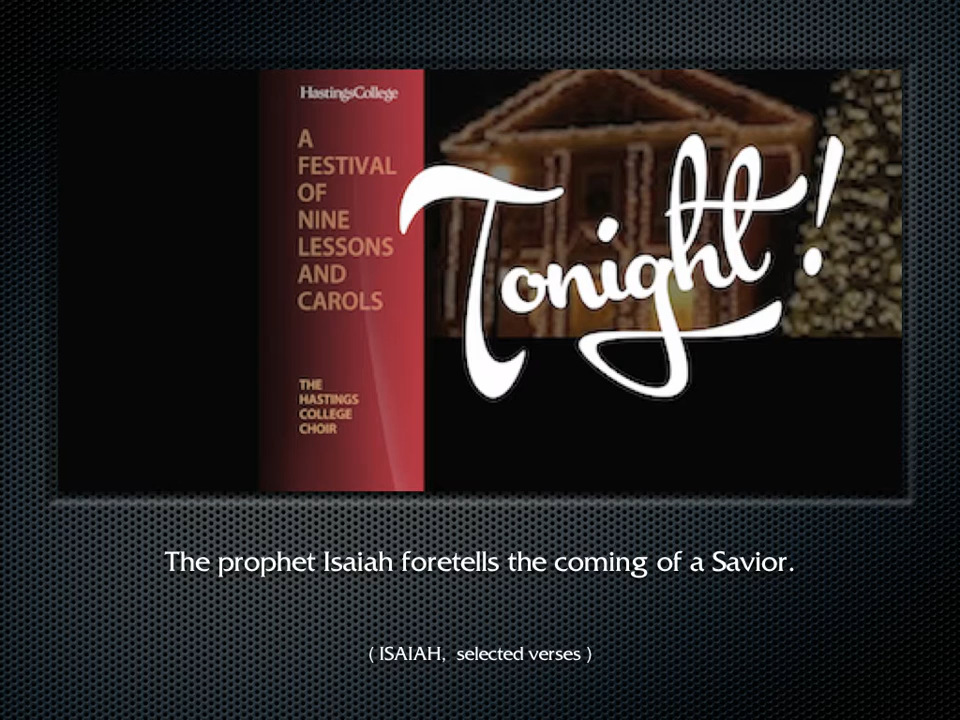 HastingsCollege
A
FESTIVAL
OF
NINE
LESSONS
AND
CAROLS
THE
HASTINGS
COLLEGE
CHOIR
Tonight!
The prophet Isaiah foretells the coming of a Savior.
( ISAIAH, selected verses )